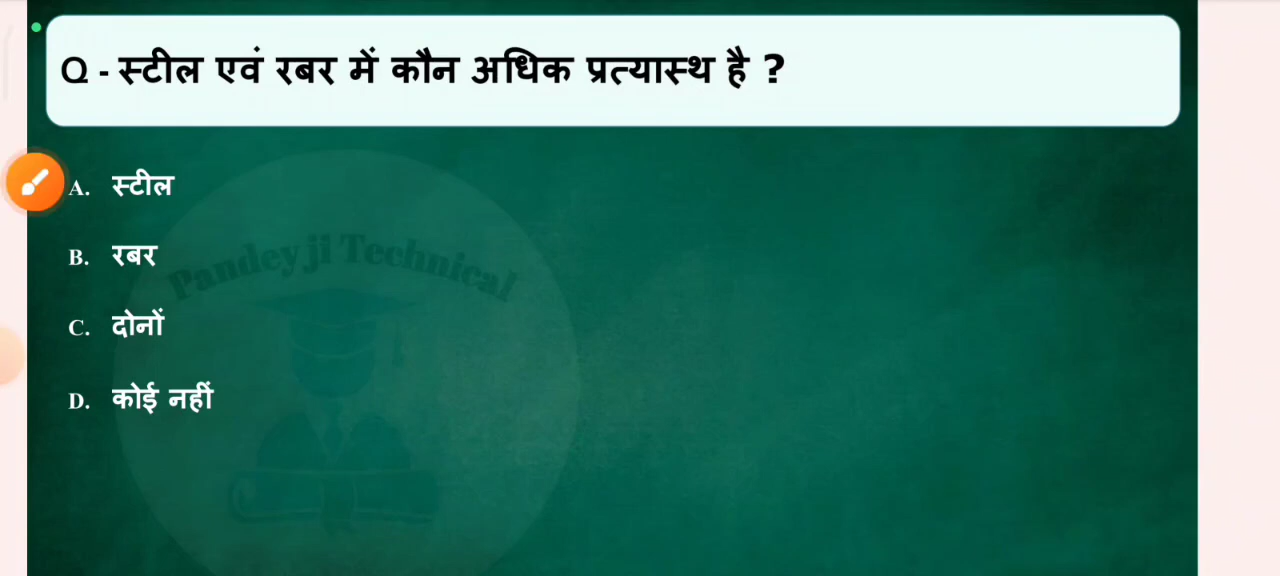 Q - स्टील एवं रबर में कौन अधिक प्रत्यास्थ है ?
A. स्टील
Pandey ji Technical
B. रबर
C. दोनों
D. कोई नहीं